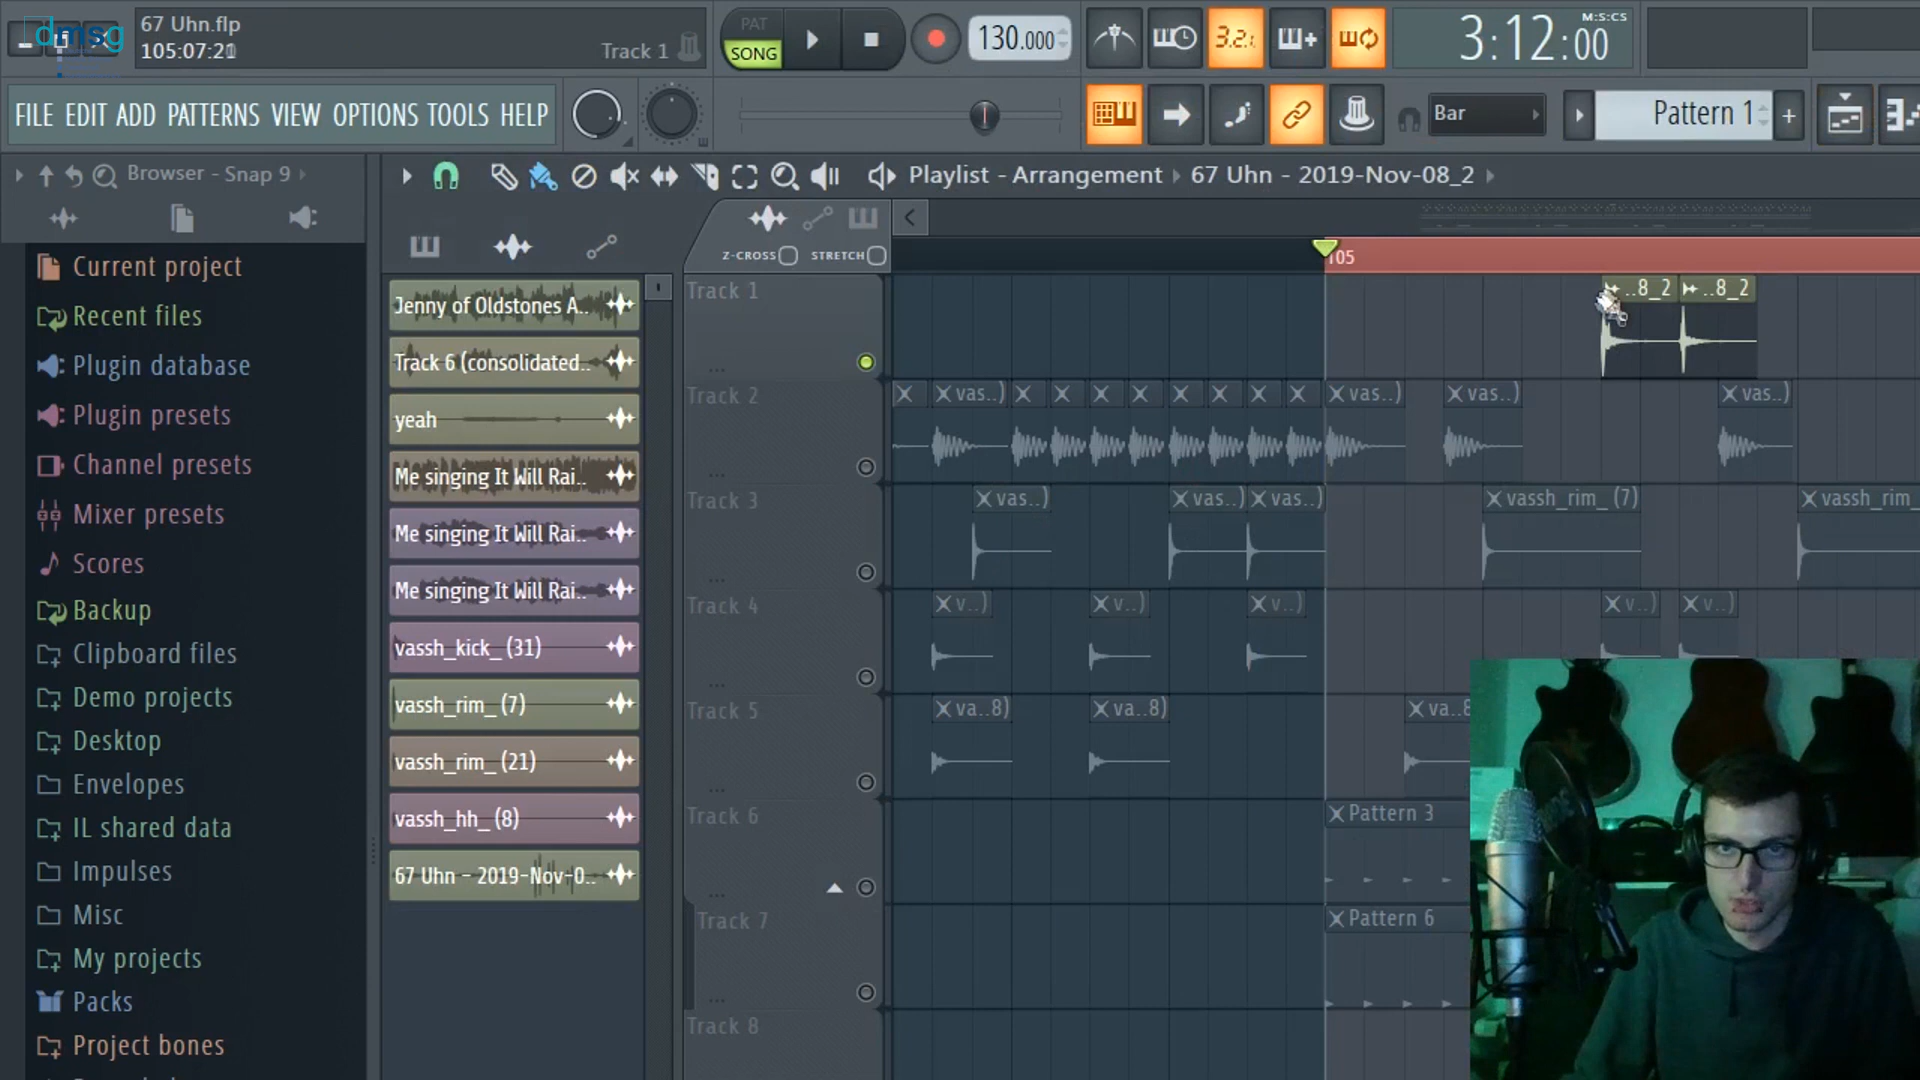 dmsg
67 Uhn.flp
105:07:21
Track 1
PAT
SONG
130.000
3:12:00
M:S:CS
FILE EDIT ADD PATTERNS VIEW OPTIONS TOOLS HELP
Bar
Pattern 1
Browser - Snap 9
Playlist - Arrangement
67 Uhn - 2019-Nov-08_2
Z-CROSS
STRETCH
105
Current project
Recent files
Plugin database
Plugin presets
Channel presets
Mixer presets
Scores
Backup
Clipboard files
Demo projects
Desktop
Envelopes
IL shared data
Impulses
Misc
My projects
Packs
Project bones
Jenny of Oldstones A..
Track 6 (consolidated..
yeah
Me singing It Will Rai..
Me singing It Will Rai..
Me singing It Will Rai..
vassh_kick_ (31)
vassh_rim_ (7)
vassh_rim_ (21)
vassh_hh_ (8)
67 Uhn - 2019-Nov-0..
Track 1
..8_2
..8_2
Track 2
vas..)
vas..)
vas..)
vas..)
Track 3
vas..)
vas..)
vas..)
vassh_rim_ (7)
vassh_rim_
Track 4
v..)
v..)
v..)
v..)
v..)
Track 5
va..8)
va..8)
va..8
Track 6
Pattern 3
Track 7
Pattern 6
Track 8